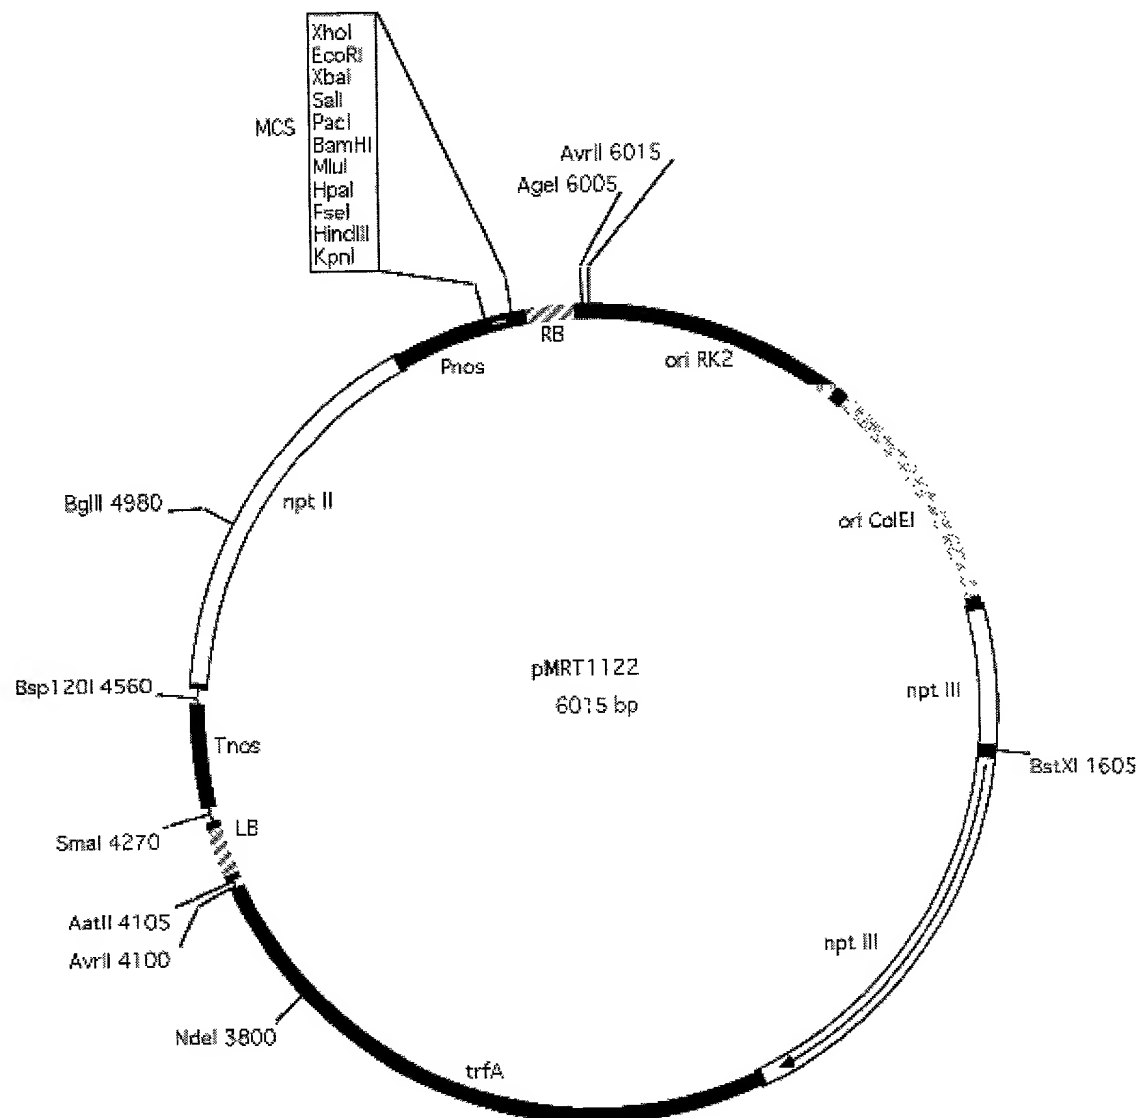 XhoI
EcoRI
XbaI
SalI
PacI
BamHI
MluI
HpaI
FseI
HindIII
KpnI
MCS
AvrII 6015
AgeI 6005
RB
Pnos
ori RK2
npt II
BglII 4980
ori ColEI
pMRT1122
6015 bp
Bsp120I 4560
npt III
Tnos
BstXI 1605
LB
SmaI 4270
AatII 4105
AvrII 4100
npt III
NdeI 3800
trfA